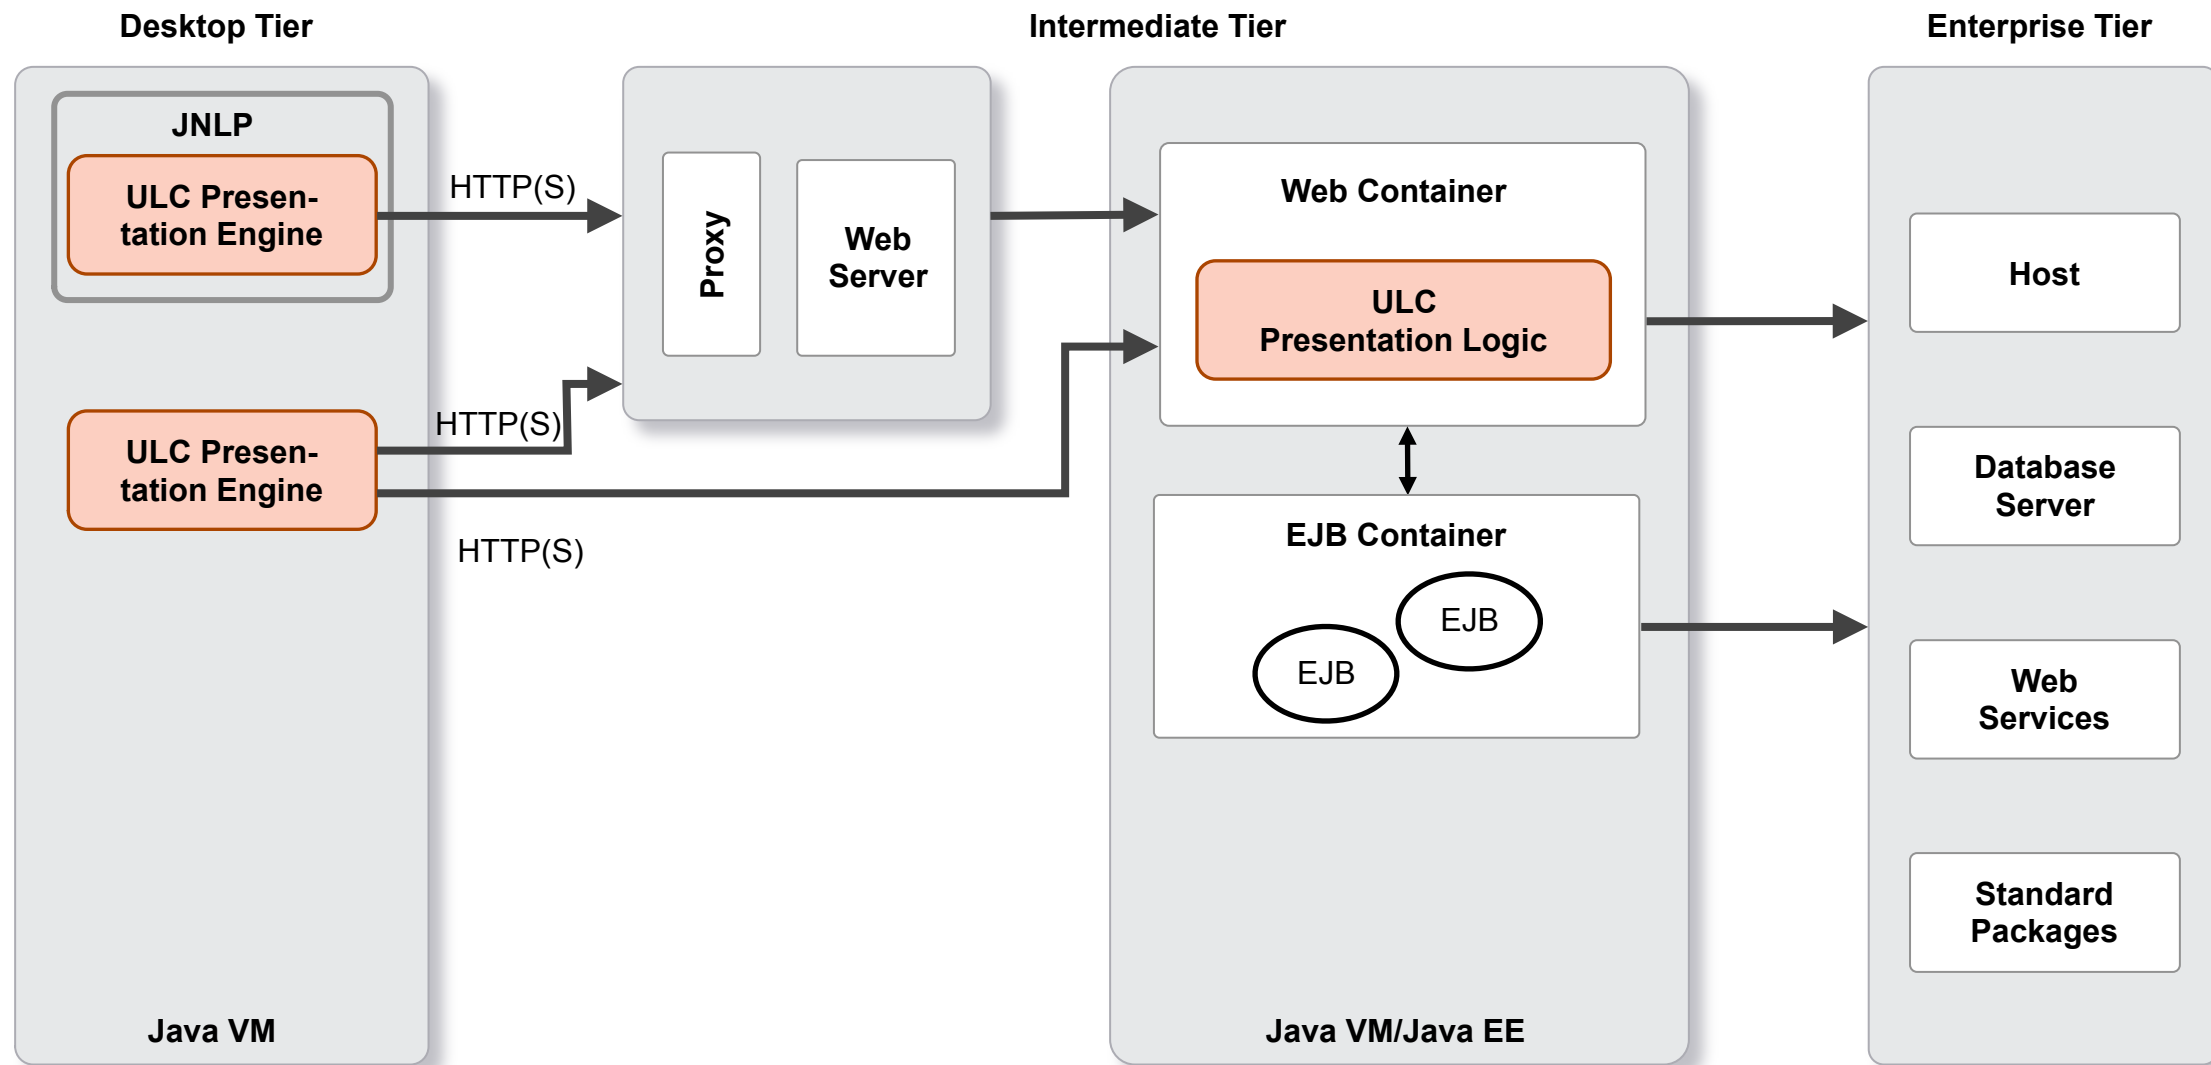 Desktop Tier
Intermediate Tier
Enterprise Tier
JNLP
ULC Presen-
tation Engine
HTTP(S)
Proxy
Web
Server
Web Container
ULC
Presentation Logic
Host
ULC Presen-
tation Engine
HTTP(S)
HTTP(S)
EJB Container
EJB
EJB
Database
Server
Web
Services
Standard
Packages
Java VM
Java VM/Java EE